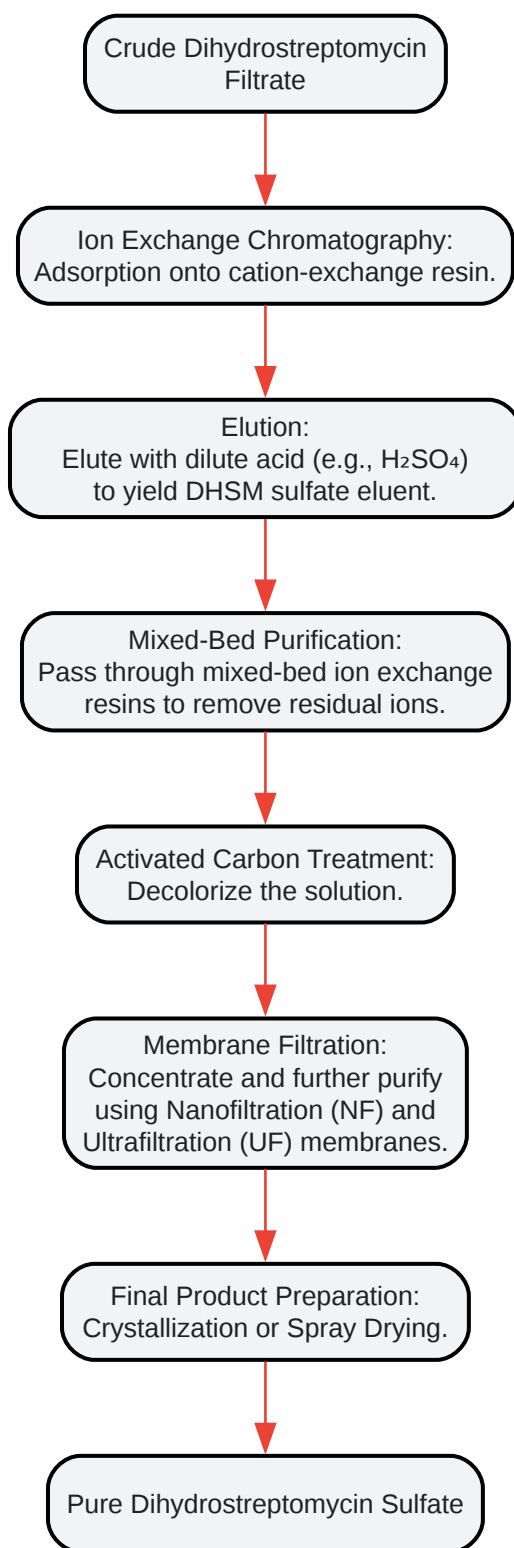 Crude Dihydrostreptomycin
Filtrate
Ion Exchange Chromatography:
Adsorption onto cation-exchange resin.
Elution:
Elute with dilute acid (e.g., H₂SO₄)
to yield DHSM sulfate eluent.
Mixed-Bed Purification:
Pass through mixed-bed ion exchange
resins to remove residual ions.
Activated Carbon Treatment:
Decolorize the solution.
Membrane Filtration:
Concentrate and further purify
using Nanofiltration (NF) and
Ultrafiltration (UF) membranes.
Final Product Preparation:
Crystallization or Spray Drying.
Pure Dihydrostreptomycin Sulfate